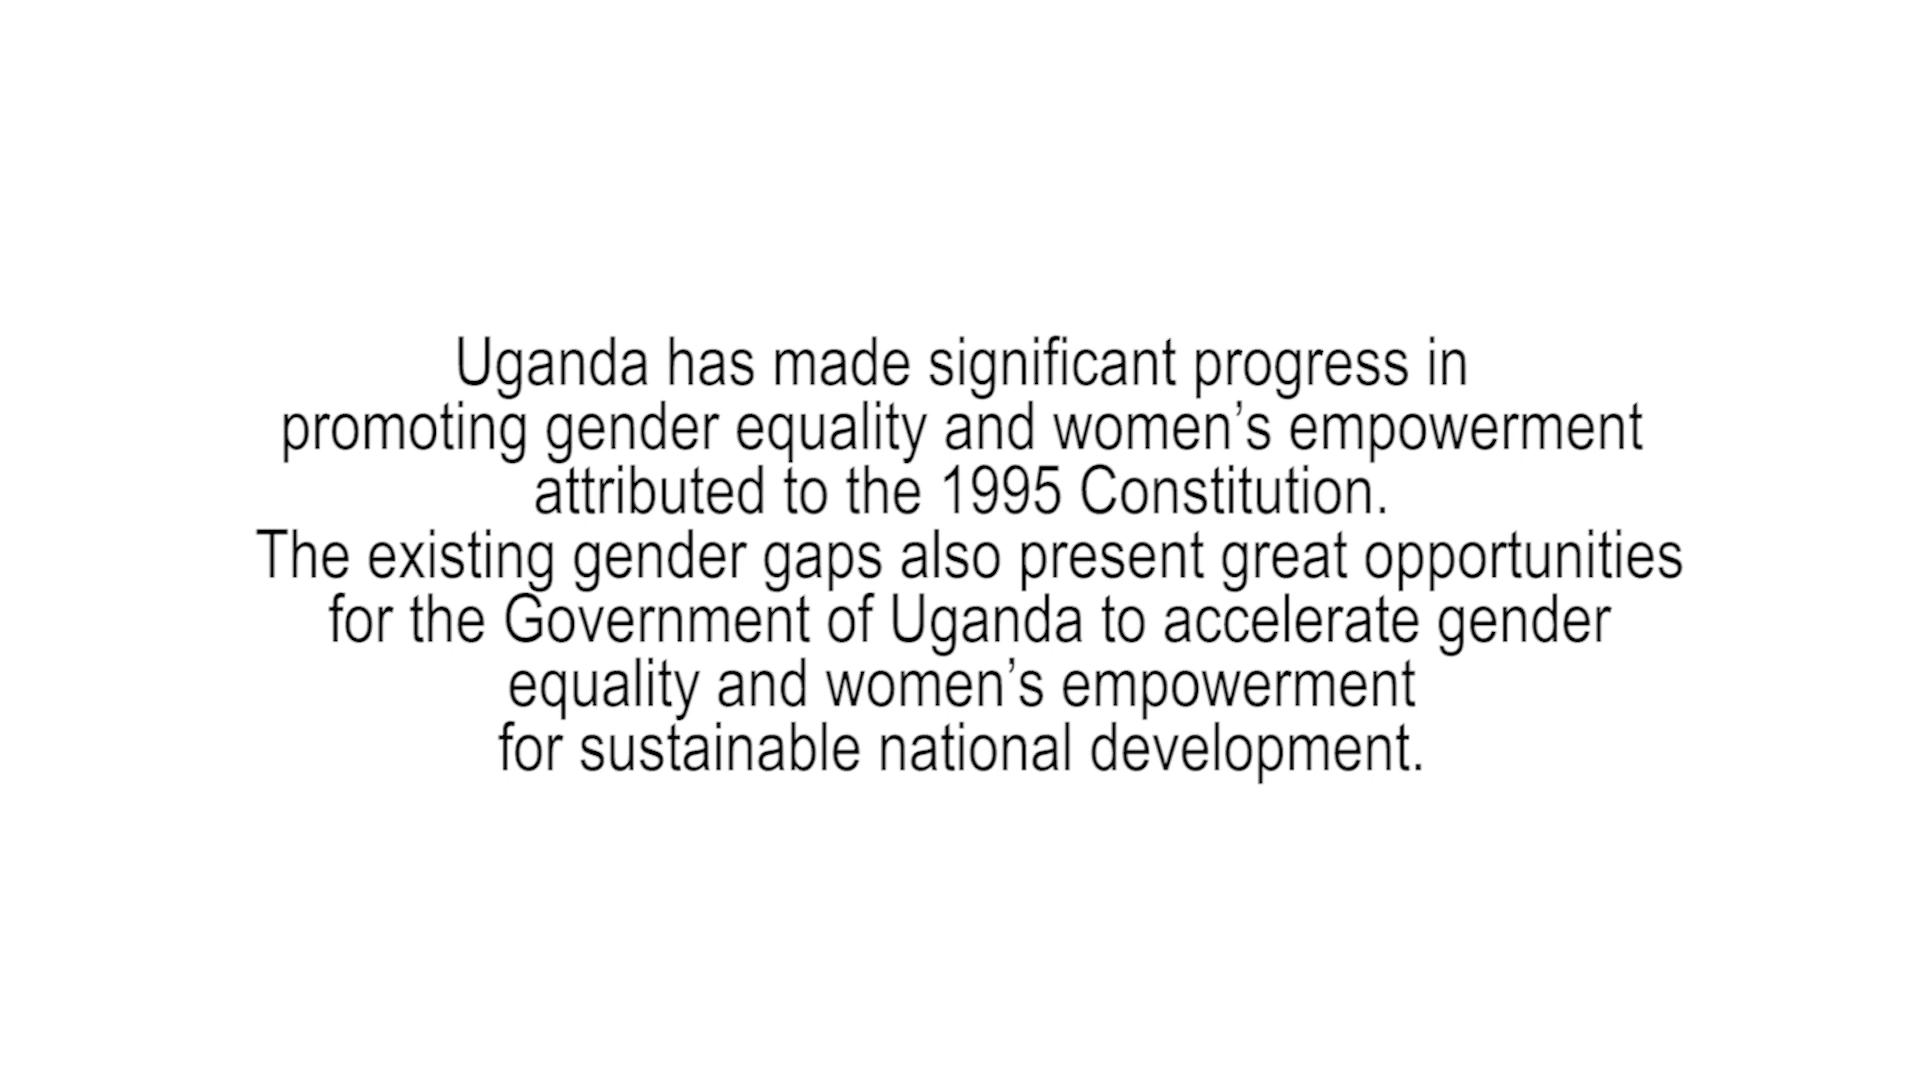 Uganda has made significant progress in
promoting gender equality and women’s empowerment
attributed to the 1995 Constitution.
The existing gender gaps also present great opportunities
for the Government of Uganda to accelerate gender
equality and women’s empowerment
for sustainable national development.